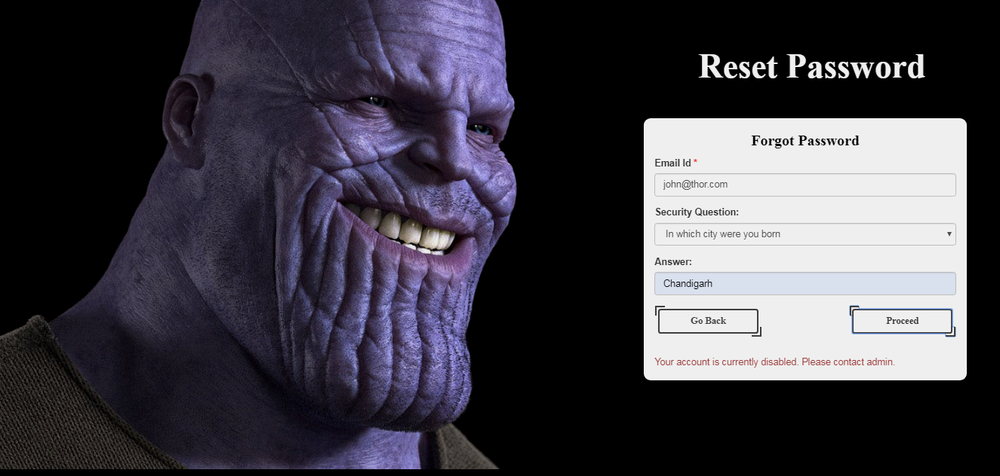 Reset Password
Forgot Password
Email Id *
john@thor.com
Security Question:
In which city were you born
Answer:
Chandigarh
Go Back
Proceed
Your account is currently disabled. Please contact admin.